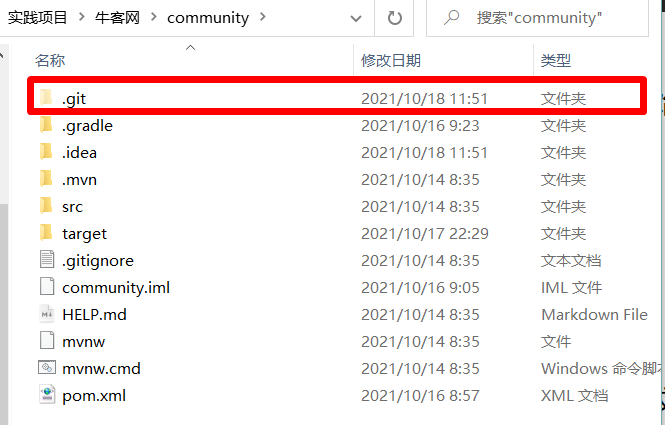 实践项目 > 牛客网 > community > 搜索"community"
名称 修改日期 类型
.git 2021/10/18 11:51 文件夹
.gradle 2021/10/16 9:23 文件夹
.idea 2021/10/18 11:51 文件夹
.mvn 2021/10/14 8:35 文件夹
src 2021/10/14 8:35 文件夹
target 2021/10/17 22:29 文件夹
.gitignore 2021/10/14 8:35 文本文档
community.iml 2021/10/16 9:05 IML 文件
HELP.md 2021/10/14 8:35 Markdown File
mvnw 2021/10/14 8:35 文件
mvnw.cmd 2021/10/14 8:35 Windows 命令脚
pom.xml 2021/10/16 8:57 XML 文档